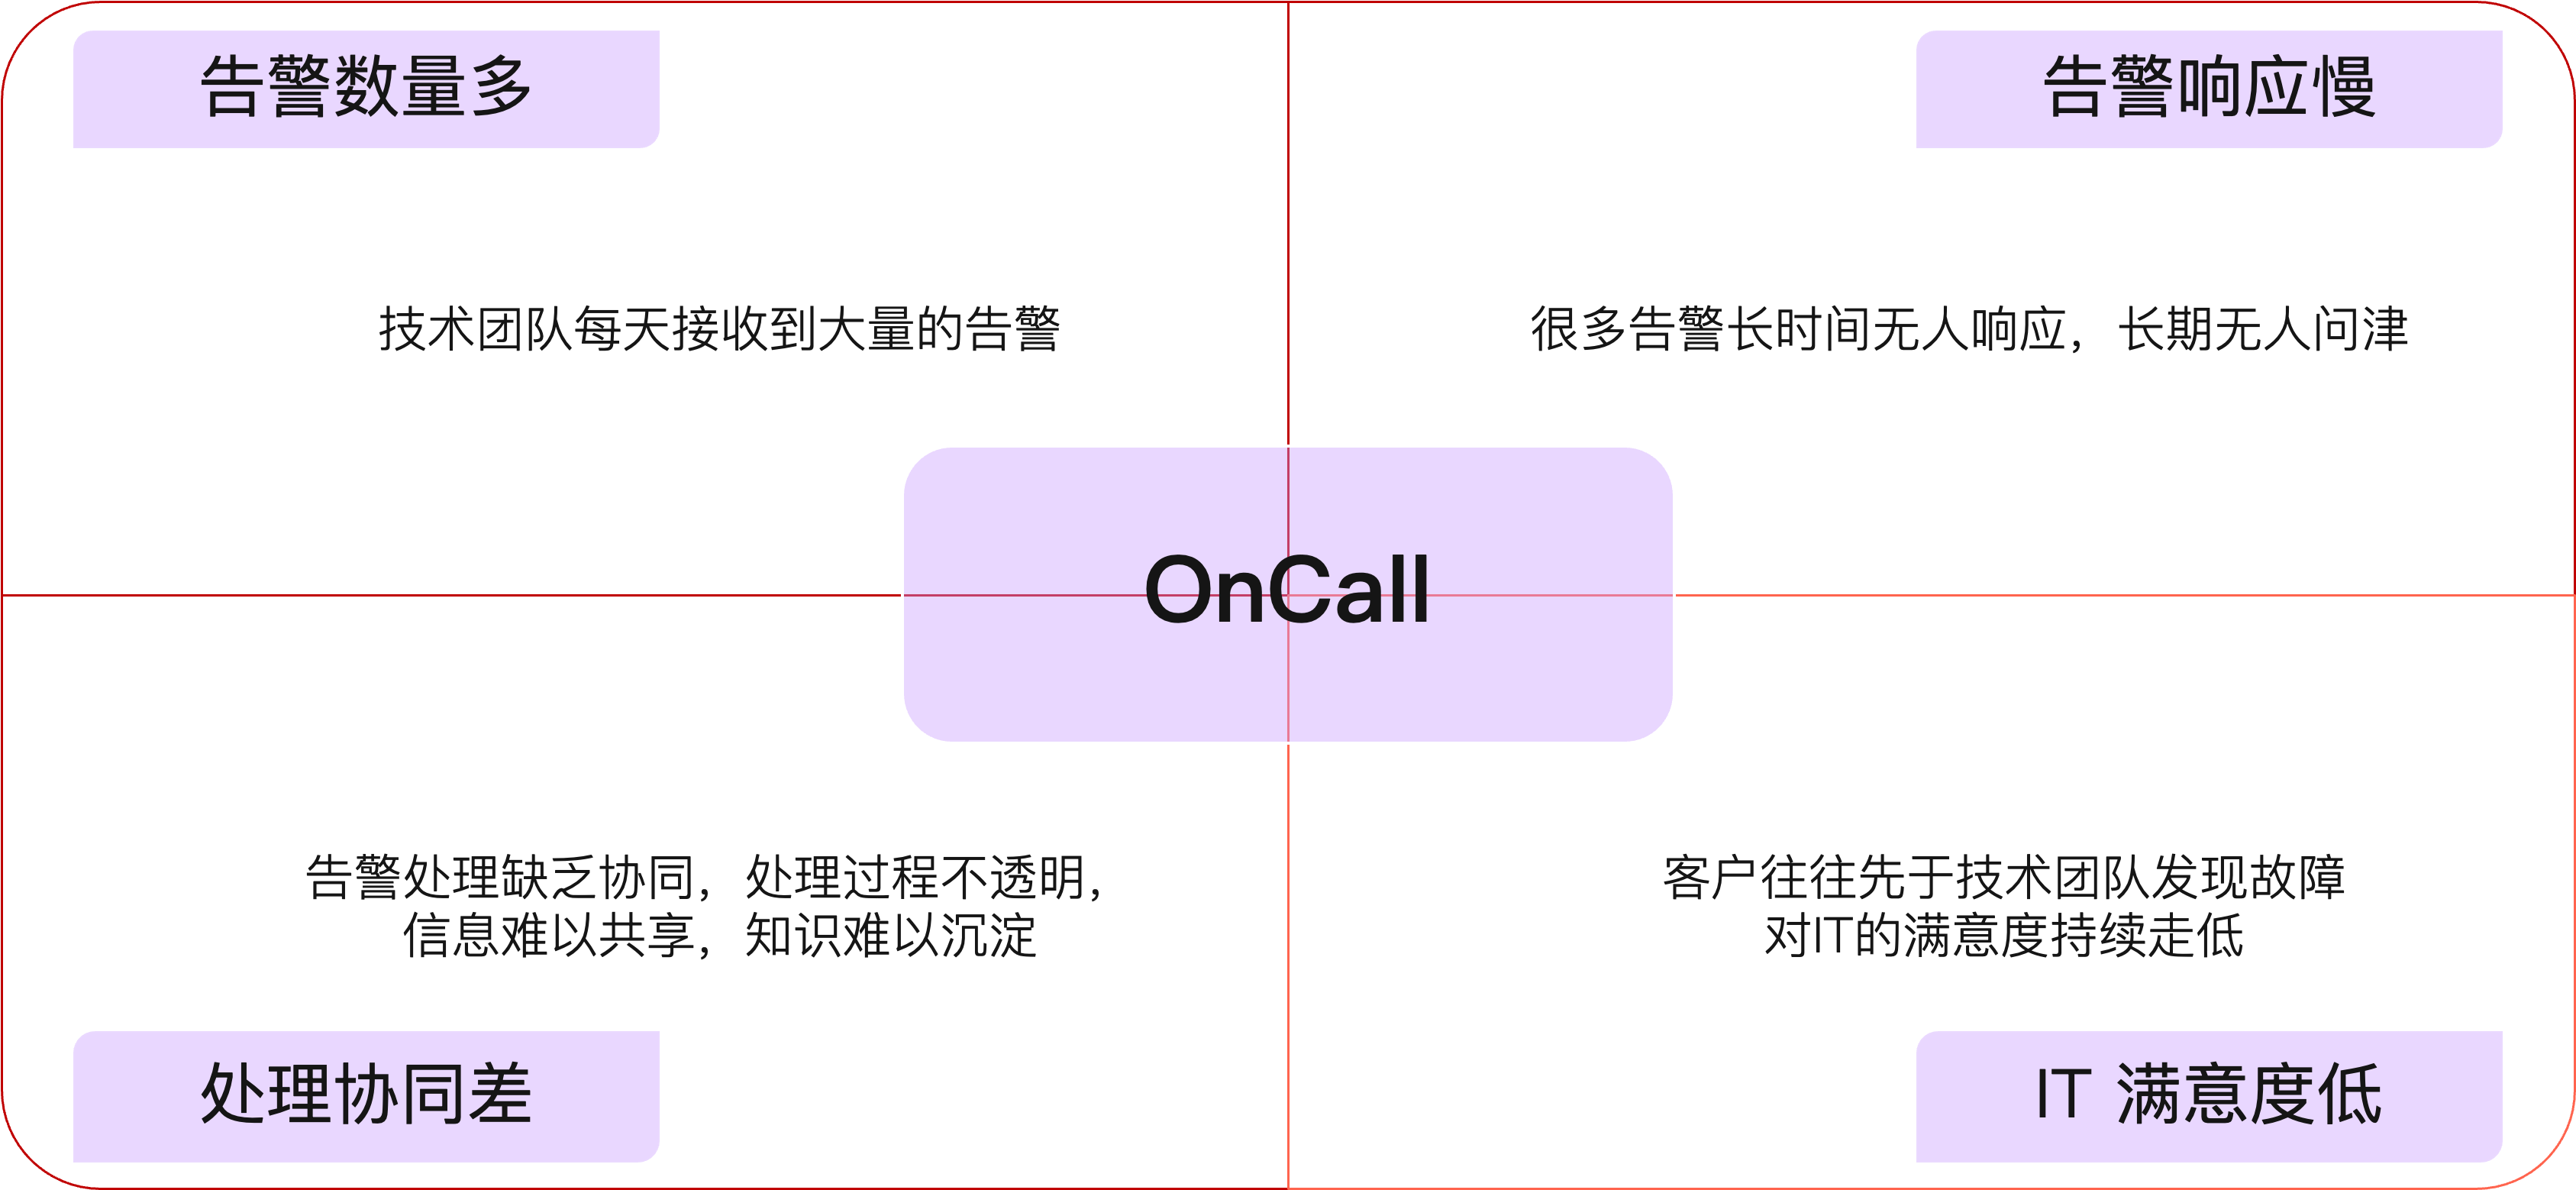 告警数量多
告警响应慢
技术团队每天接收到大量的告警
很多告警长时间无人响应，长期无人问津
OnCall
告警处理缺乏协同，处理过程不透明，
信息难以共享，知识难以沉淀
客户往往先于技术团队发现故障
对IT的满意度持续走低
处理协同差
IT 满意度低